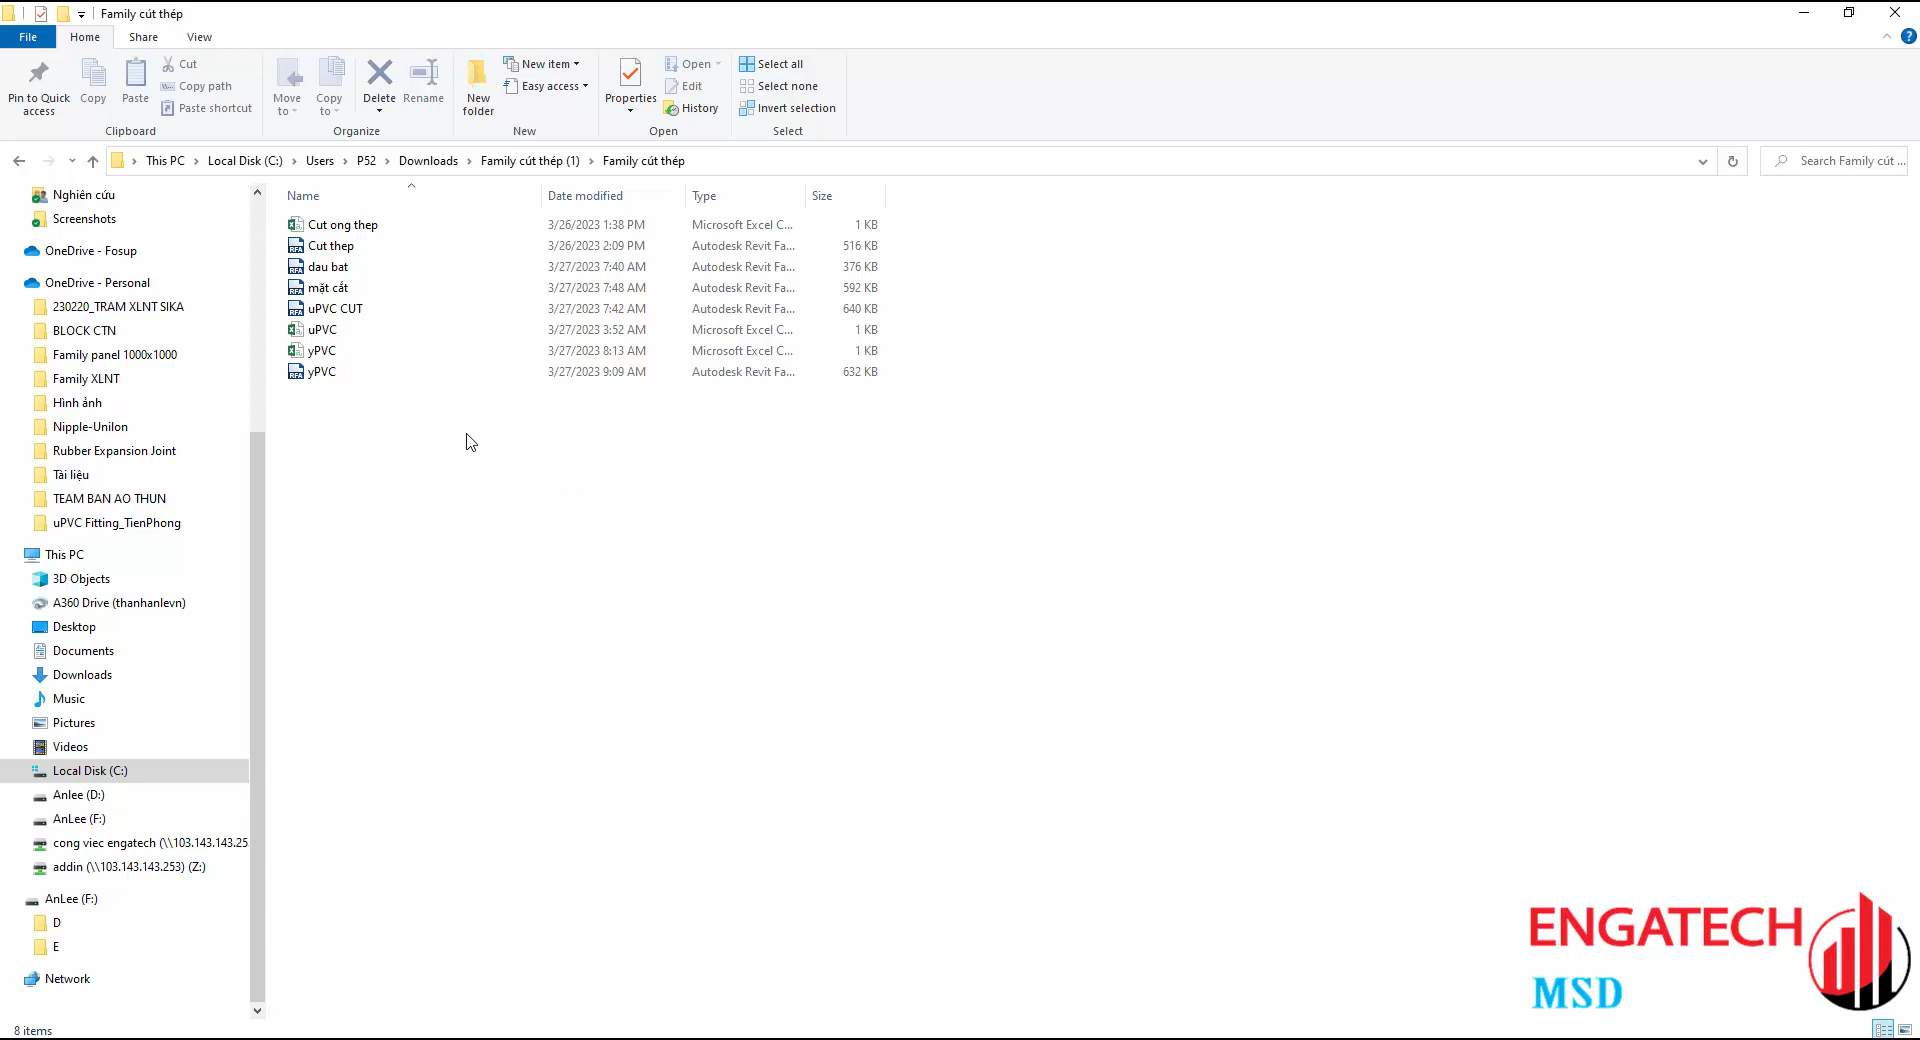 Family cút thép
File Home Share View
Pin to Quick access
Copy
Paste
Cut
Copy path
Paste shortcut
Clipboard
Move to
Copy to
Delete
Rename
Organize
New folder
New item
Easy access
New
Properties
Open
Edit
History
Open
Select all
Select none
Invert selection
Select
This PC > Local Disk (C:) > Users > P52 > Downloads > Family cút thép (1) > Family cút thép
Search Family cút ...
Nghiên cứu
Screenshots
OneDrive - Fosup
OneDrive - Personal
230220_TRAM XLNT SIKA
BLOCK CTN
Family panel 1000x1000
Family XLNT
Hình ảnh
Nipple-Unilon
Rubber Expansion Joint
Tài liệu
TEAM BAN AO THUN
uPVC Fitting_TienPhong
This PC
3D Objects
A360 Drive (thanhanlevn)
Desktop
Documents
Downloads
Music
Pictures
Videos
Local Disk (C:)
Anlee (D:)
AnLee (F:)
cong viec engatech (\\103.143.143.25
addin (\\103.143.143.253) (Z:)
AnLee (F:)
D
E
Network
Name Date modified Type Size
Cut ong thep 3/26/2023 1:38 PM Microsoft Excel C... 1 KB
Cut thep 3/26/2023 2:09 PM Autodesk Revit Fa... 516 KB
dau bat 3/27/2023 7:40 AM Autodesk Revit Fa... 376 KB
mặt cắt 3/27/2023 7:48 AM Autodesk Revit Fa... 592 KB
uPVC CUT 3/27/2023 7:42 AM Autodesk Revit Fa... 640 KB
uPVC 3/27/2023 3:52 AM Microsoft Excel C... 1 KB
yPVC 3/27/2023 8:13 AM Microsoft Excel C... 1 KB
yPVC 3/27/2023 9:09 AM Autodesk Revit Fa... 632 KB
ENGATECH
MSD
8 items